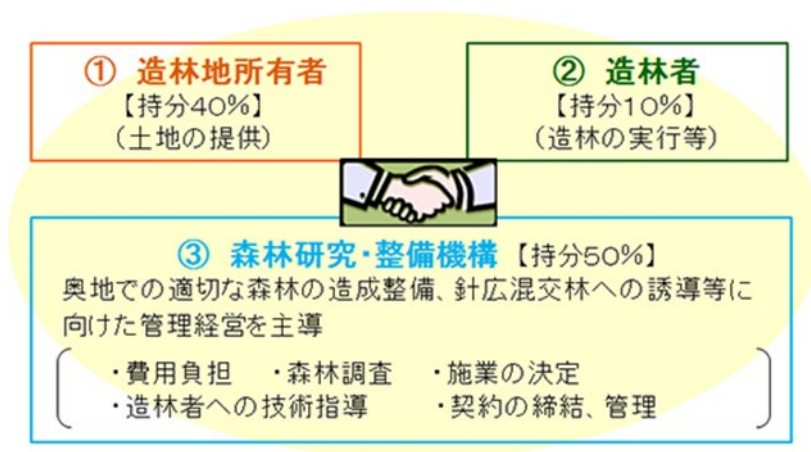 ① 造林地所有者
【持分40％】
（土地の提供）
② 造林者
【持分10％】
（造林の実行等）
③ 森林研究・整備機構 【持分50％】
奥地での適切な森林の造成整備、針広混交林への誘導等に
向けた管理経営を主導
・費用負担 ・森林調査 ・施業の決定
・造林者への技術指導 ・契約の締結、管理